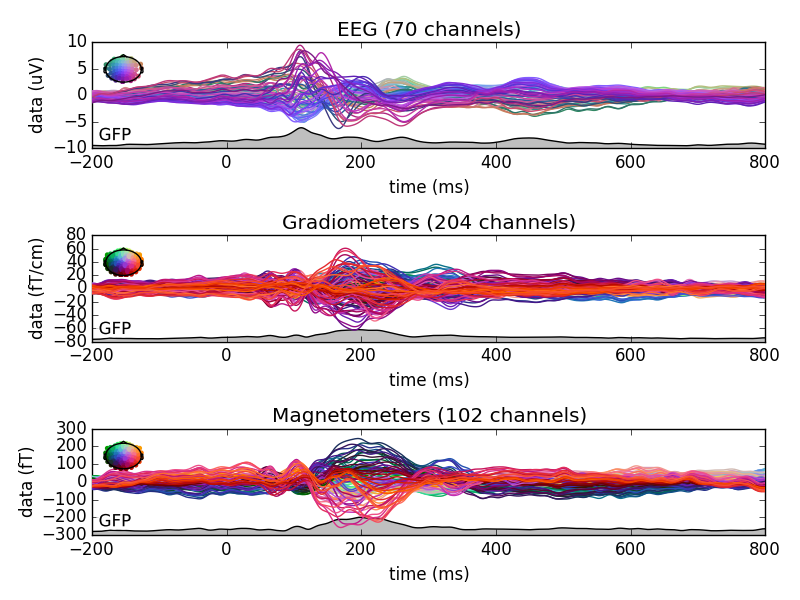 EEG (70 channels)
data (uV)
10
5
0
−5
−10
GFP
−200 0 200 400 600 800
time (ms)
Gradiometers (204 channels)
data (fT/cm)
80
60
40
20
0
−20
−40
−60
−80
GFP
−200 0 200 400 600 800
time (ms)
Magnetometers (102 channels)
data (fT)
300
200
100
0
−100
−200
−300
GFP
−200 0 200 400 600 800
time (ms)